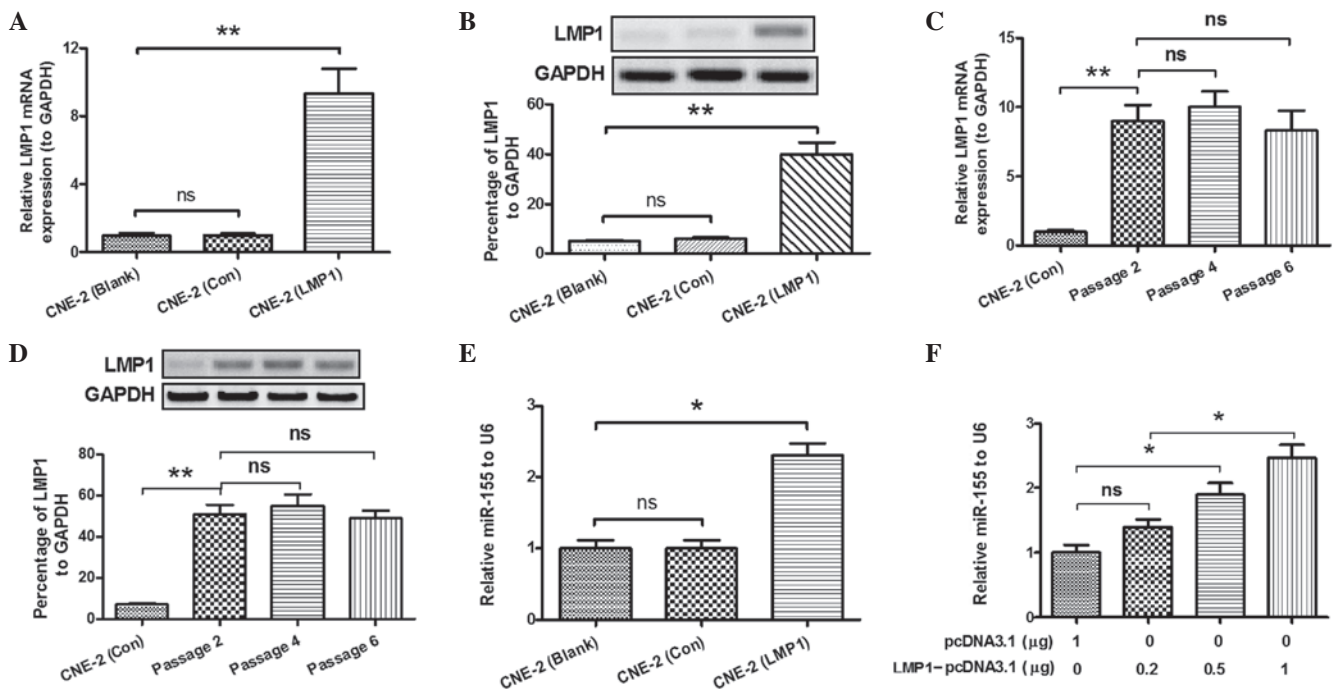 A
Relative LMP1 mRNA
expression (to GAPDH)
12
8
4
0
**
ns
CNE-2 (Blank)
CNE-2 (Con)
CNE-2 (LMP1)
B
LMP1
GAPDH
Percentage of LMP1
to GAPDH
60
40
20
0
**
ns
CNE-2 (Blank)
CNE-2 (Con)
CNE-2 (LMP1)
C
Relative LMP1 mRNA
expression (to GAPDH)
15
10
5
0
ns
ns
**
CNE-2 (Con)
Passage 2
Passage 4
Passage 6
D
LMP1
GAPDH
Percentage of LMP1
to GAPDH
80
60
40
20
0
ns
ns
**
CNE-2 (Con)
Passage 2
Passage 4
Passage 6
E
Relative miR-155 to U6
3
2
1
0
*
ns
CNE-2 (Blank)
CNE-2 (Con)
CNE-2 (LMP1)
F
Relative miR-155 to U6
3
2
1
0
*
*
ns
pcDNA3.1 (μg) 1 0 0 0
LMP1-pcDNA3.1 (μg) 0 0.2 0.5 1